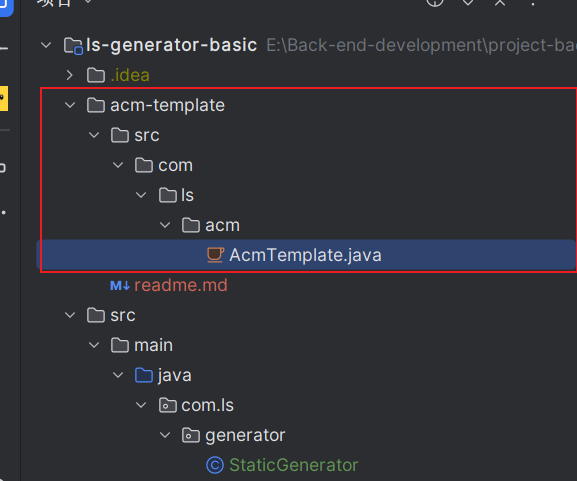 项目
ls-generator-basic E:\Back-end-development\project-ba
.idea
acm-template
src
com
ls
acm
AcmTemplate.java
M↓ readme.md
src
main
java
com.ls
generator
C StaticGenerator